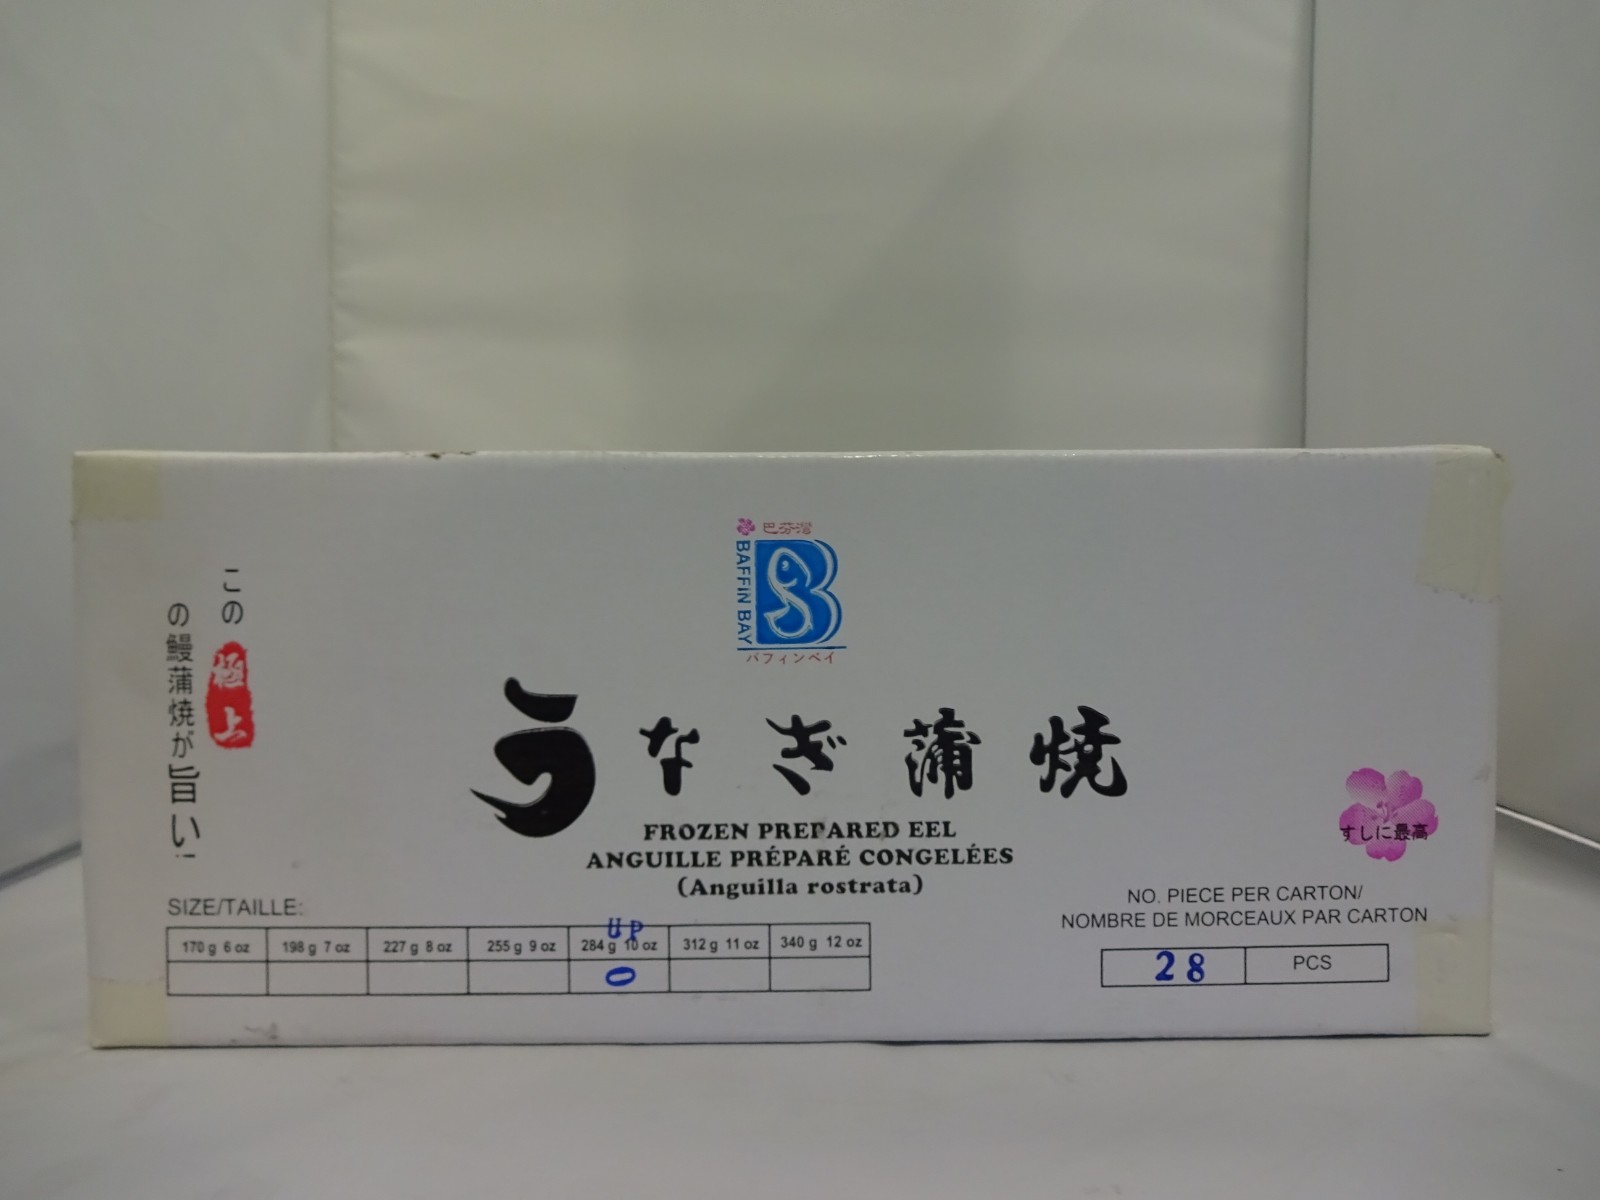 巴芬灣
BAFFIN BAY
バフィンベイ
この極上
の鰻蒲焼が旨い!
うなぎ蒲焼
FROZEN PREPARED EEL
ANGUILLE PRÉPARÉ CONGELÉES
(Anguilla rostrata)
すしに最高
SIZE/TAILLE:
UP
170 g 6 oz 198 g 7 oz 227 g 8 oz 255 g 9 oz 284 g 10 oz 312 g 11 oz 340 g 12 oz
0
NO. PIECE PER CARTON/
NOMBRE DE MORCEAUX PAR CARTON
28 PCS